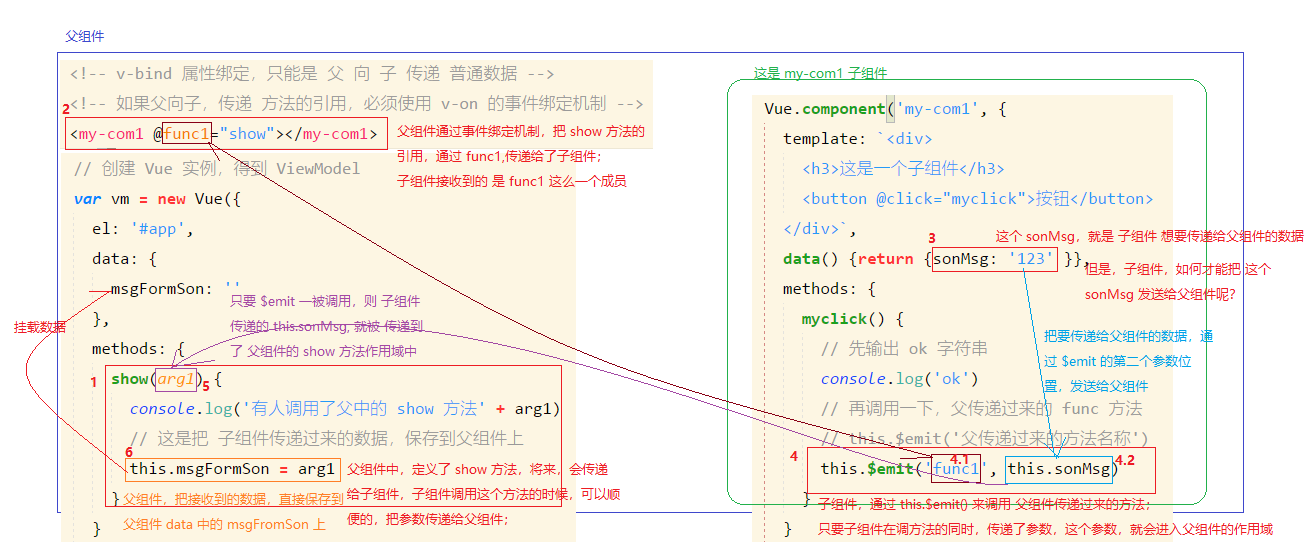 父组件
<!-- v-bind 属性绑定，只能是 父 向 子 传递 普通数据 -->
<!-- 如果父向子，传递 方法的引用，必须使用 v-on 的事件绑定机制 -->
2
<my-com1 @func1="show"></my-com1>
父组件通过事件绑定机制，把 show 方法的
引用，通过 func1,传递给了子组件；
子组件接收到的 是 func1 这么一个成员
// 创建 Vue 实例，得到 ViewModel
var vm = new Vue({
el: '#app',
data: {
msgFormSon: ''
},
挂载数据
只要 $emit 一被调用，则 子组件
传递的 this.sonMsg, 就被 传递到
了 父组件的 show 方法作用域中
methods: {
1
show(arg1) {
5
console.log('有人调用了父中的 show 方法' + arg1)
// 这是把 子组件传递过来的数据，保存到父组件上
6
this.msgFormSon = arg1
}
父组件，把接收到的数据，直接保存到
父组件 data 中的 msgFromSon 上
父组件中，定义了 show 方法，将来，会传递
给子组件，子组件调用这个方法的时候，可以顺
便的，把参数传递给父组件；
}
这是 my-com1 子组件
Vue.component('my-com1', {
template: `<div>
<h3>这是一个子组件</h3>
<button @click="myclick">按钮</button>
</div>`,
3
这个 sonMsg，就是 子组件 想要传递给父组件的数据
data() {return {sonMsg: '123' }},
但是，子组件，如何才能把 这个
sonMsg 发送给父组件呢？
methods: {
myclick() {
// 先输出 ok 字符串
console.log('ok')
// 再调用一下，父传递过来的 func 方法
// this.$emit('父传递过来的方法名称')
把要传递给父组件的数据，通
过 $emit 的第二个参数位
置，发送给父组件
4
this.$emit('func1', this.sonMsg)
4.1
4.2
}
子组件，通过 this.$emit() 来调用 父组件传递过来的方法；
只要子组件在调方法的同时，传递了参数，这个参数，就会进入父组件的作用域
}